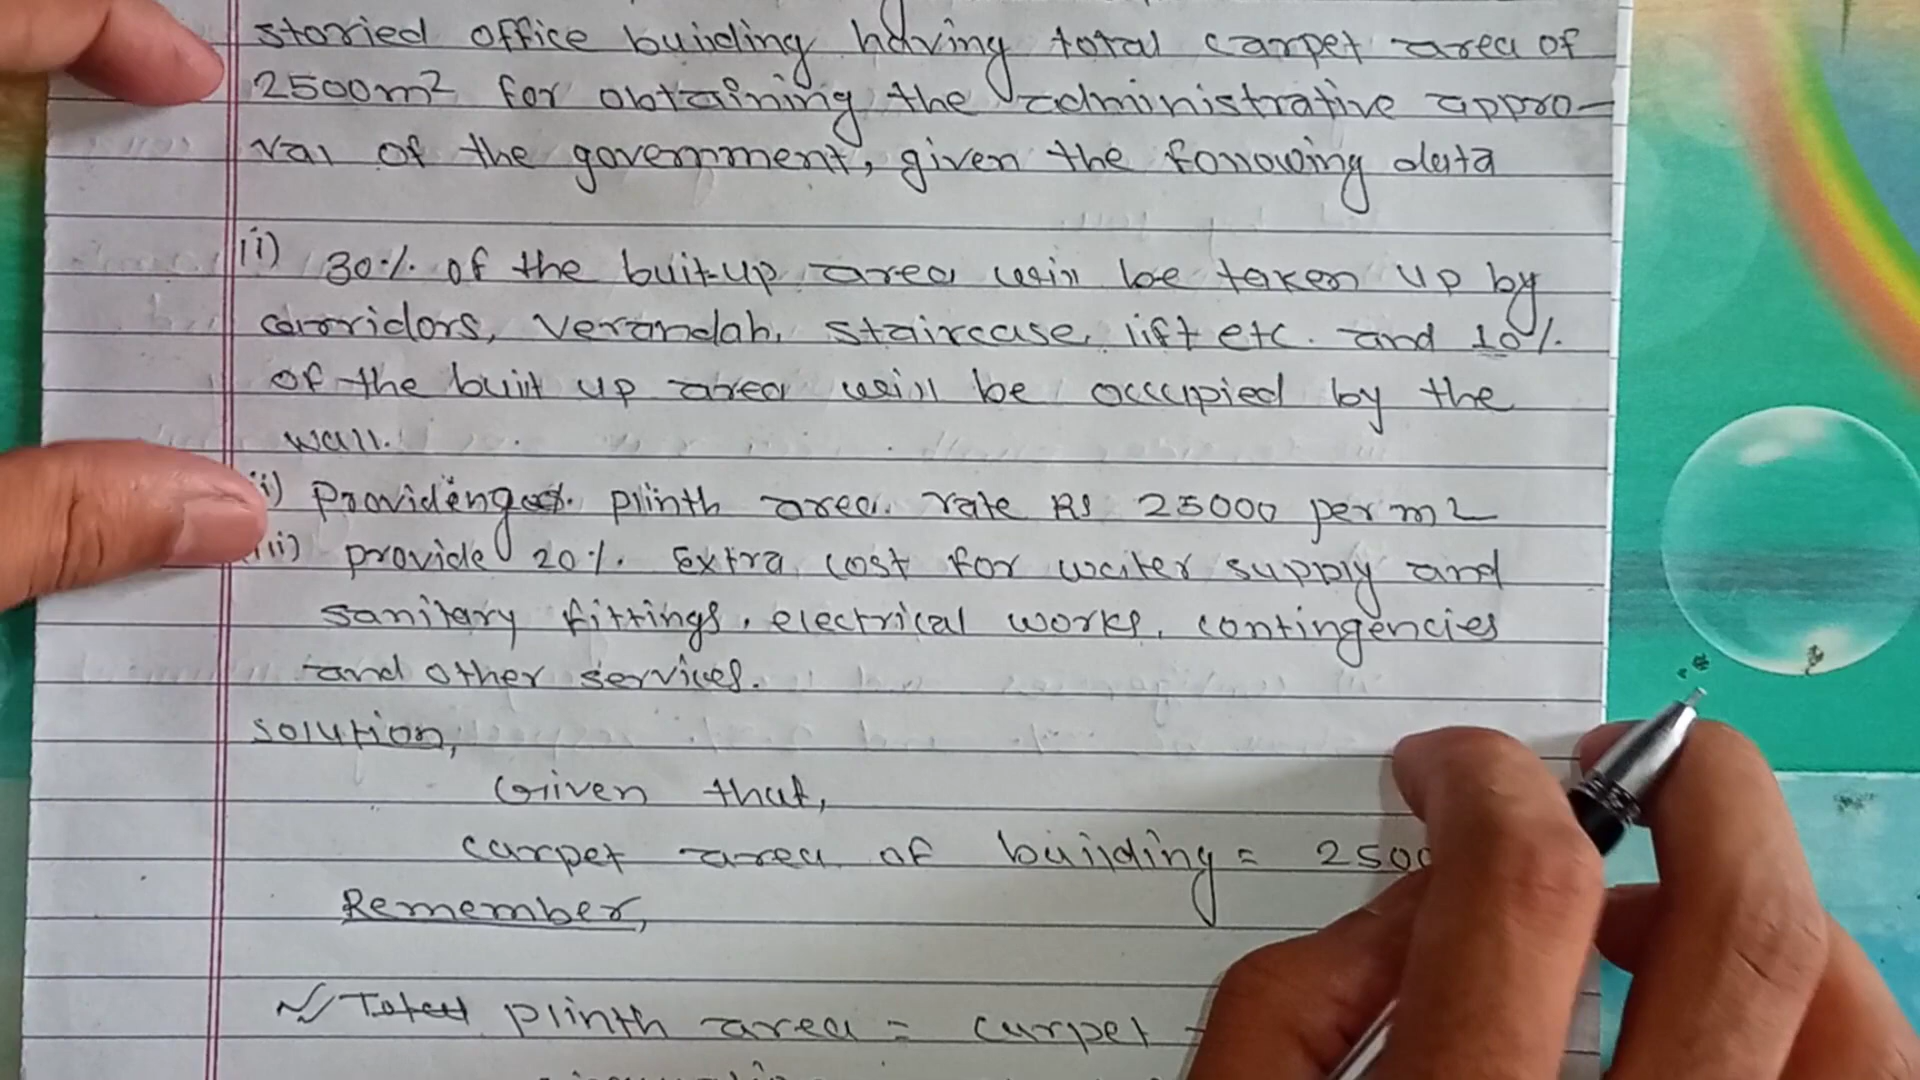 storied office building having total carpet area of
2500m2 for obtaining the administrative appro-
val of the government, given the following data
i) 30% of the built-up area will be taken up by
corridors, verandah, staircase, lift etc. and 10%
of the built up area will be occupied by the
wall.
ii) Providing plinth area rate RS 25000 per m2
iii) provide 20% Extra cost for water supply and
sanitary fittings, electrical works, contingencies
and other services.
solution,
Given that,
carpet area of building = 2500
Remember,
Total plinth area = carpet